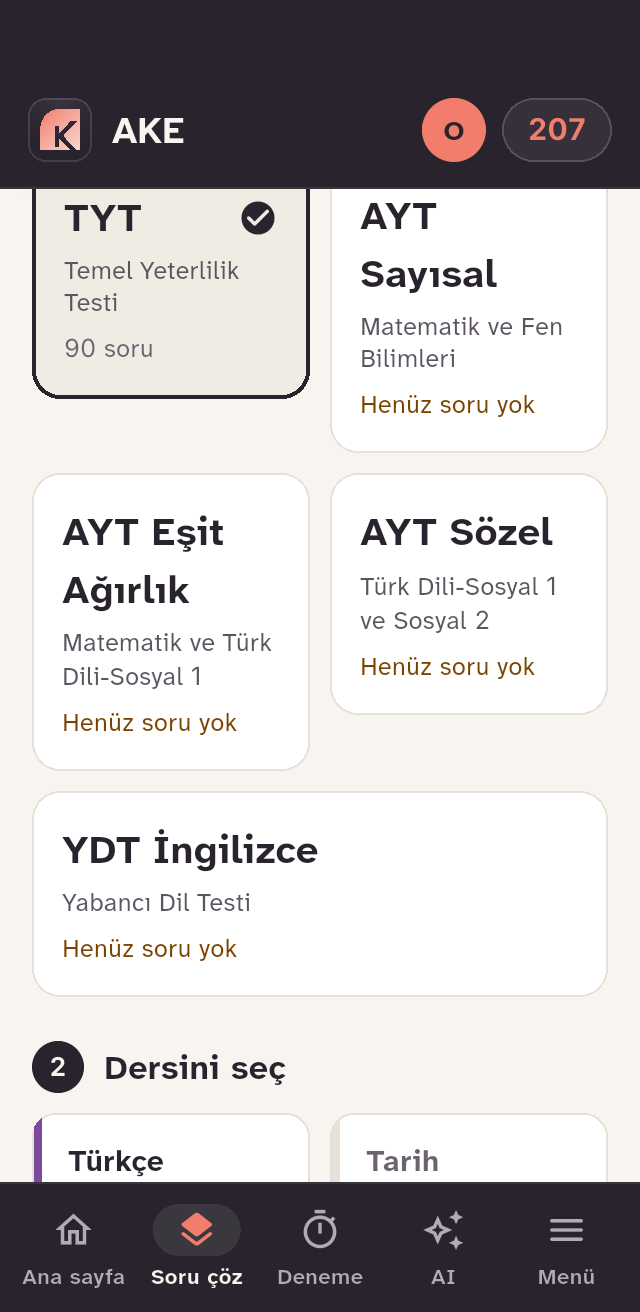 K AKE
O
207
TYT
Temel Yeterlilik
Testi
90 soru
AYT
Sayısal
Matematik ve Fen
Bilimleri
Henüz soru yok
AYT Eşit
Ağırlık
Matematik ve Türk
Dili-Sosyal 1
Henüz soru yok
AYT Sözel
Türk Dili-Sosyal 1
ve Sosyal 2
Henüz soru yok
YDT İngilizce
Yabancı Dil Testi
Henüz soru yok
2 Dersini seç
Türkçe
Tarih
Ana sayfa
Soru çöz
Deneme
AI
Menü